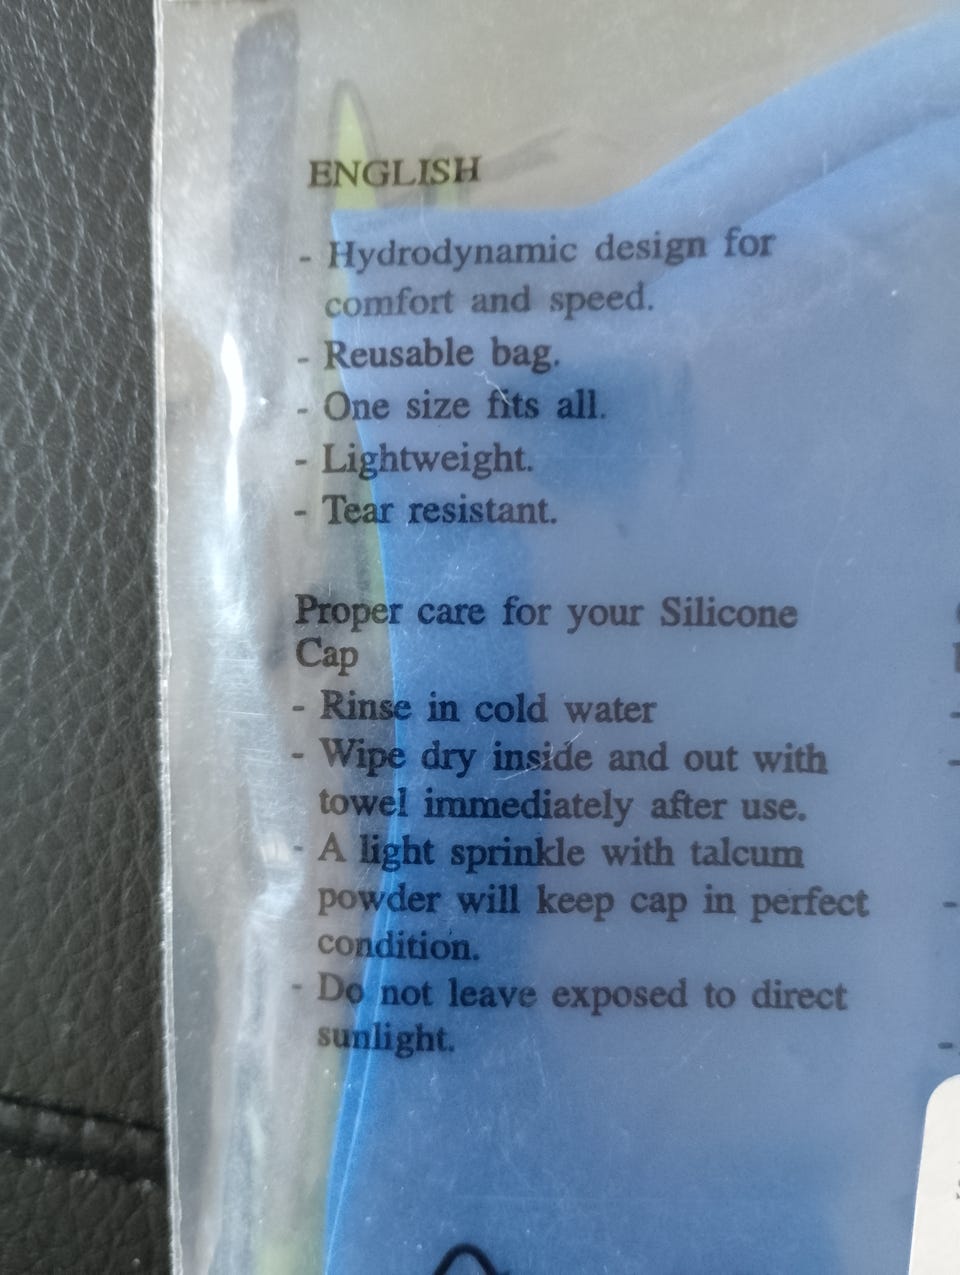 ENGLISH
- Hydrodynamic design for
comfort and speed.
- Reusable bag.
- One size fits all.
- Lightweight.
- Tear resistant.
Proper care for your Silicone
Cap
- Rinse in cold water
- Wipe dry inside and out with
towel immediately after use.
- A light sprinkle with talcum
powder will keep cap in perfect
condition.
- Do not leave exposed to direct
sunlight.